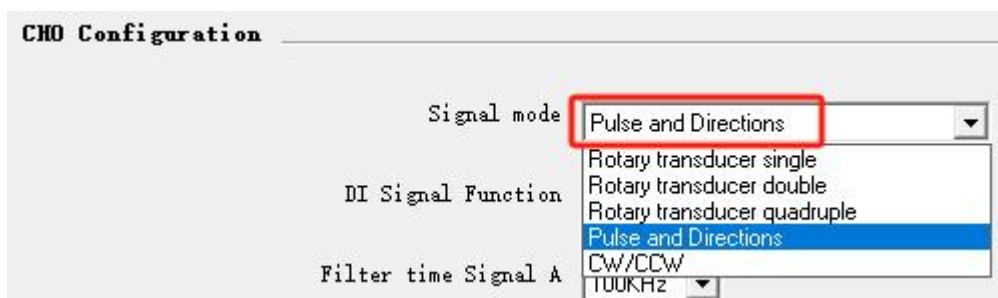 CH0 Configuration
Signal mode
Pulse and Directions
Rotary transducer single
Rotary transducer double
DI Signal Function
Rotary transducer quadruple
Pulse and Directions
CW/CCW
Filter time Signal A
100KHz